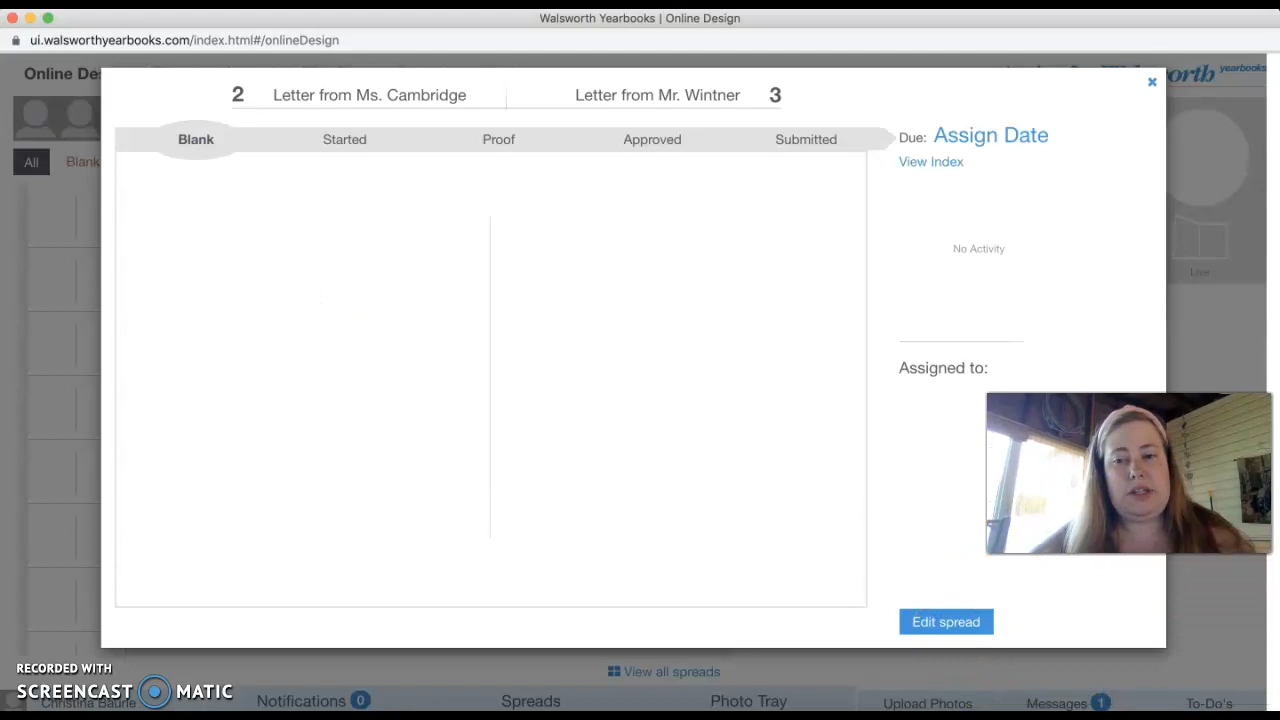 Walsworth Yearbooks | Online Design
ui.walsworthyearbooks.com/index.html#/onlineDesign
Online De
orth yearbooks
2 Letter from Ms. Cambridge Letter from Mr. Wintner 3
Blank Started Proof Approved Submitted
Due: Assign Date
View Index
All Blank
No Activity
Live
Assigned to:
Edit spread
View all spreads
RECORDED WITH
SCREENCAST MATIC
Christina Baurle Notifications 0 Spreads Photo Tray Upload Photos Messages 1 To-Do's